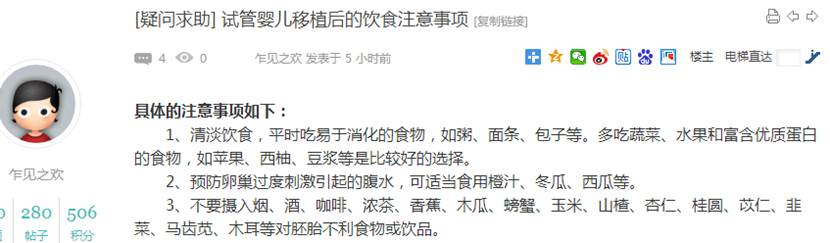 [疑问求助] 试管婴儿移植后的饮食注意事项 [复制链接]
4 0 乍见之欢 发表于 5 小时前 贴 楼主 电梯直达
具体的注意事项如下：
1、清淡饮食，平时吃易于消化的食物，如粥、面条、包子等。多吃蔬菜、水果和富含优质蛋白
的食物，如苹果、西柚、豆浆等是比较好的选择。
乍见之欢
2、预防卵巢过度刺激引起的腹水，可适当食用橙汁、冬瓜、西瓜等。
3、不要摄入烟、酒、咖啡、浓茶、香蕉、木瓜、螃蟹、玉米、山楂、杏仁、桂圆、苡仁、韭
菜、马齿苋、木耳等对胚胎不利食物或饮品。
0 280 506
帖子 积分